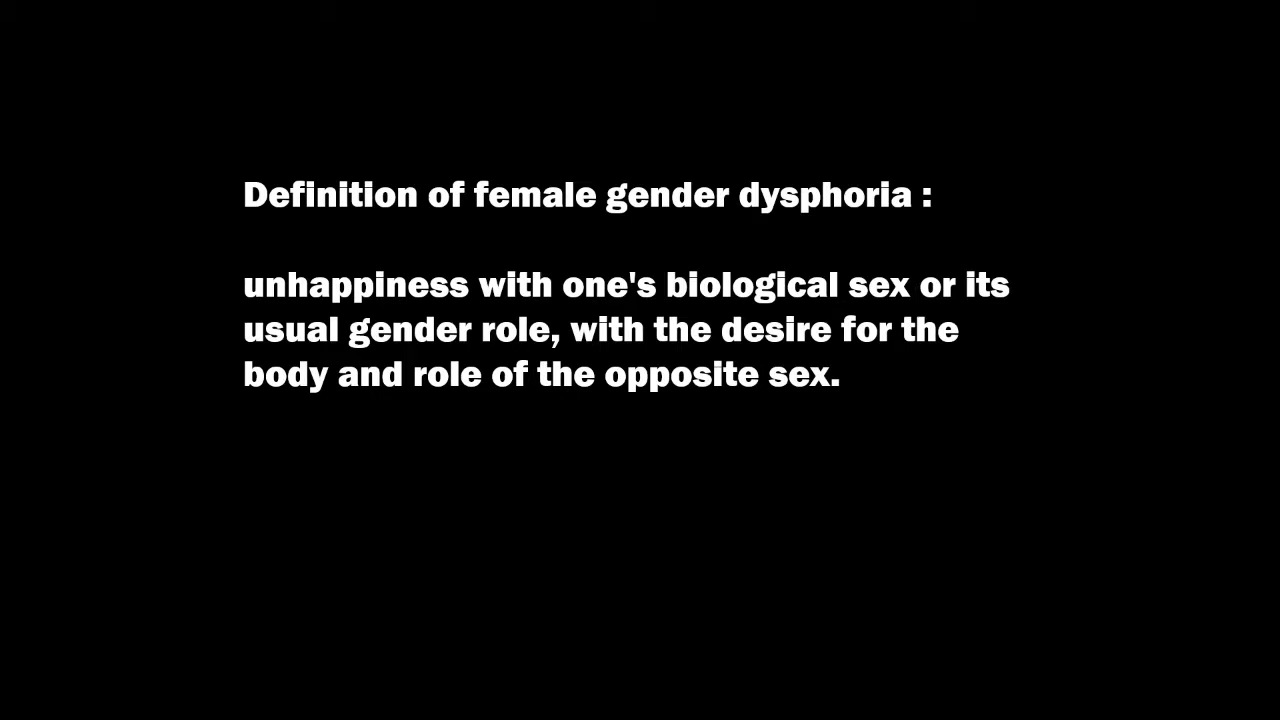 Definition of female gender dysphoria :
unhappiness with one's biological sex or its
usual gender role, with the desire for the
body and role of the opposite sex.